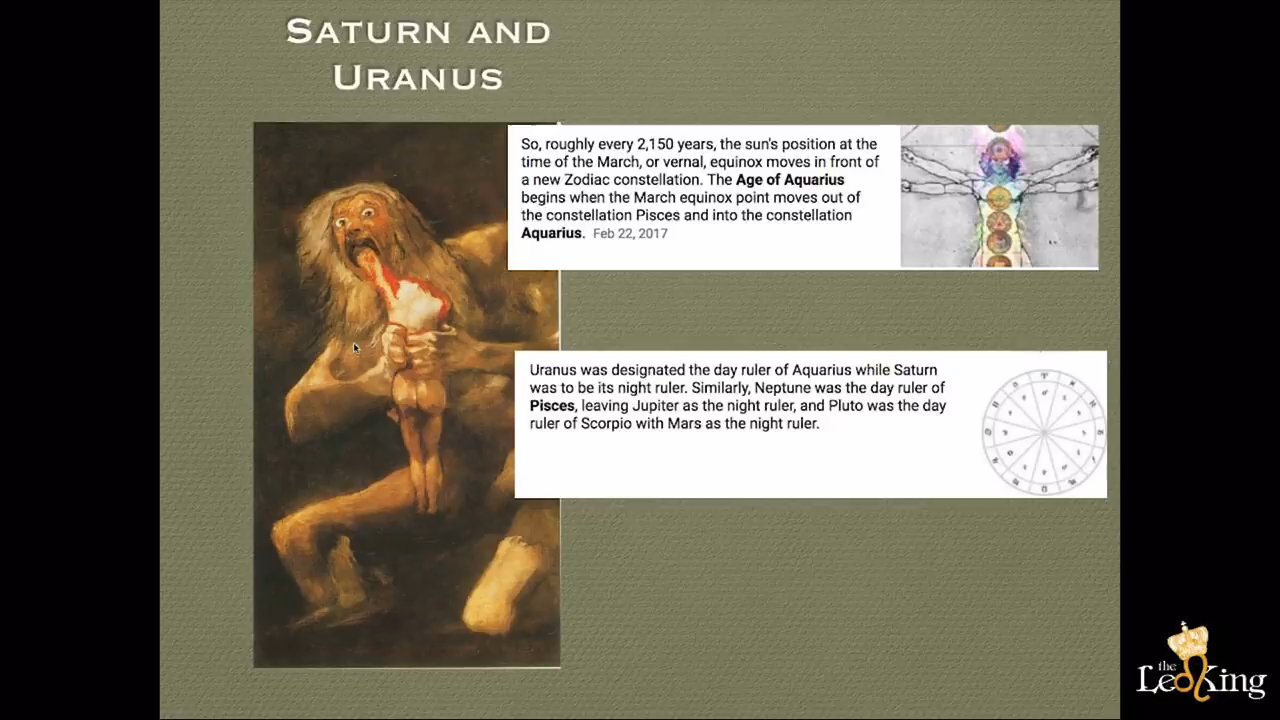 SATURN AND
URANUS
So, roughly every 2,150 years, the sun's position at the
time of the March, or vernal, equinox moves in front of
a new Zodiac constellation. The Age of Aquarius
begins when the March equinox point moves out of
the constellation Pisces and into the constellation
Aquarius. Feb 22, 2017
Uranus was designated the day ruler of Aquarius while Saturn
was to be its night ruler. Similarly, Neptune was the day ruler of
Pisces, leaving Jupiter as the night ruler, and Pluto was the day
ruler of Scorpio with Mars as the night ruler.
the
Leo King